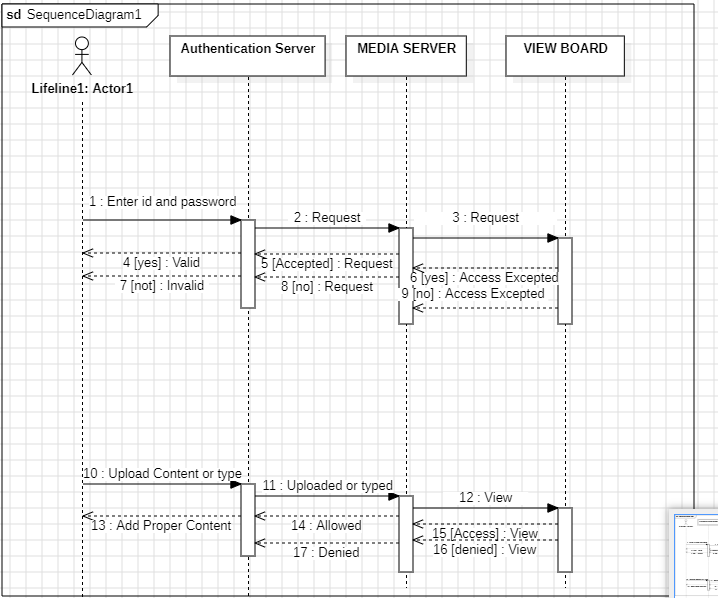 sd SequenceDiagram1
Authentication Server
MEDIA SERVER
VIEW BOARD
Lifeline1: Actor1
1 : Enter id and password
2 : Request
3 : Request
4 [yes] : Valid
5 [Accepted] : Request
6 [yes] : Access Excepted
7 [not] : Invalid
8 [no] : Request
9 [no] : Access Excepted
10 : Upload Content or type
11 : Uploaded or typed
12 : View
13 : Add Proper Content
14 : Allowed
15 [Access] : View
16 [denied] : View
17 : Denied